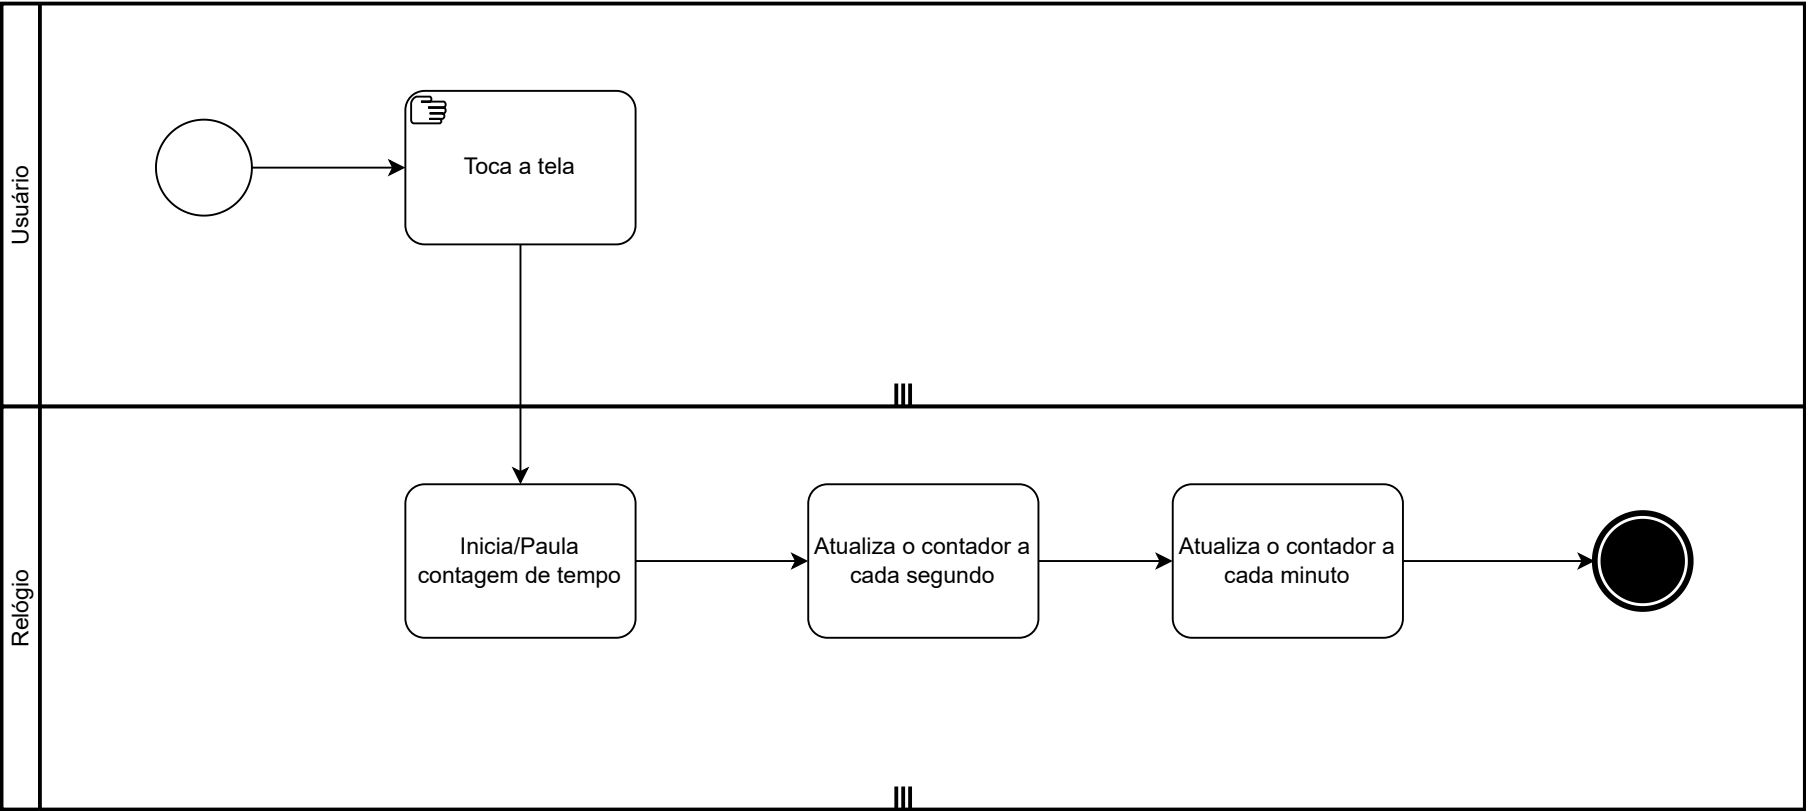 Usuário
Toca a tela
Relógio
Inicia/Paula
contagem de tempo
Atualiza o contador a
cada segundo
Atualiza o contador a
cada minuto